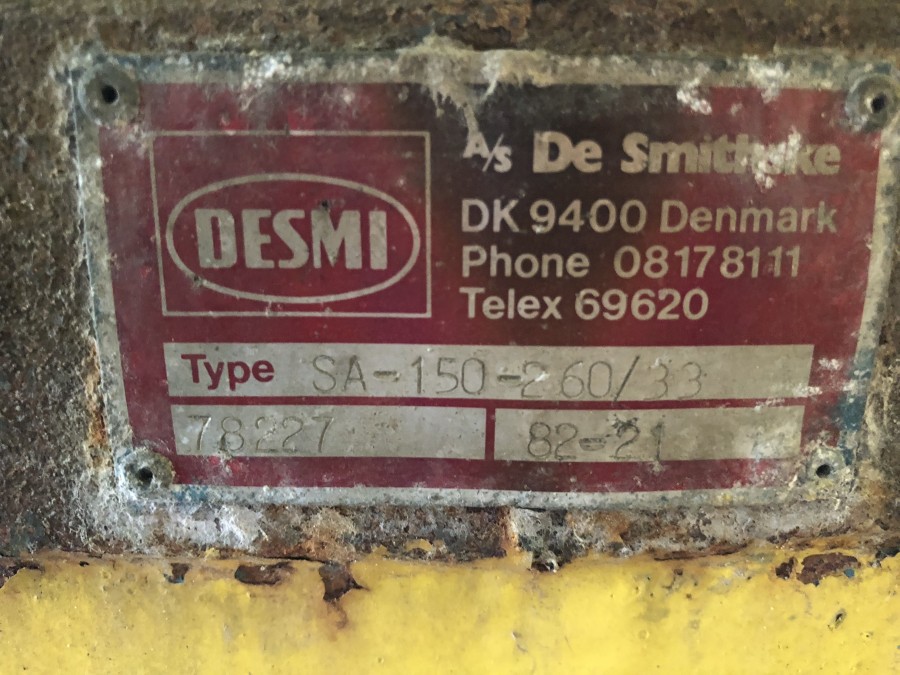 DESMI
A/S De Smithske
DK 9400 Denmark
Phone 08178111
Telex 69620
Type SA-150-260/33
78227
82-21